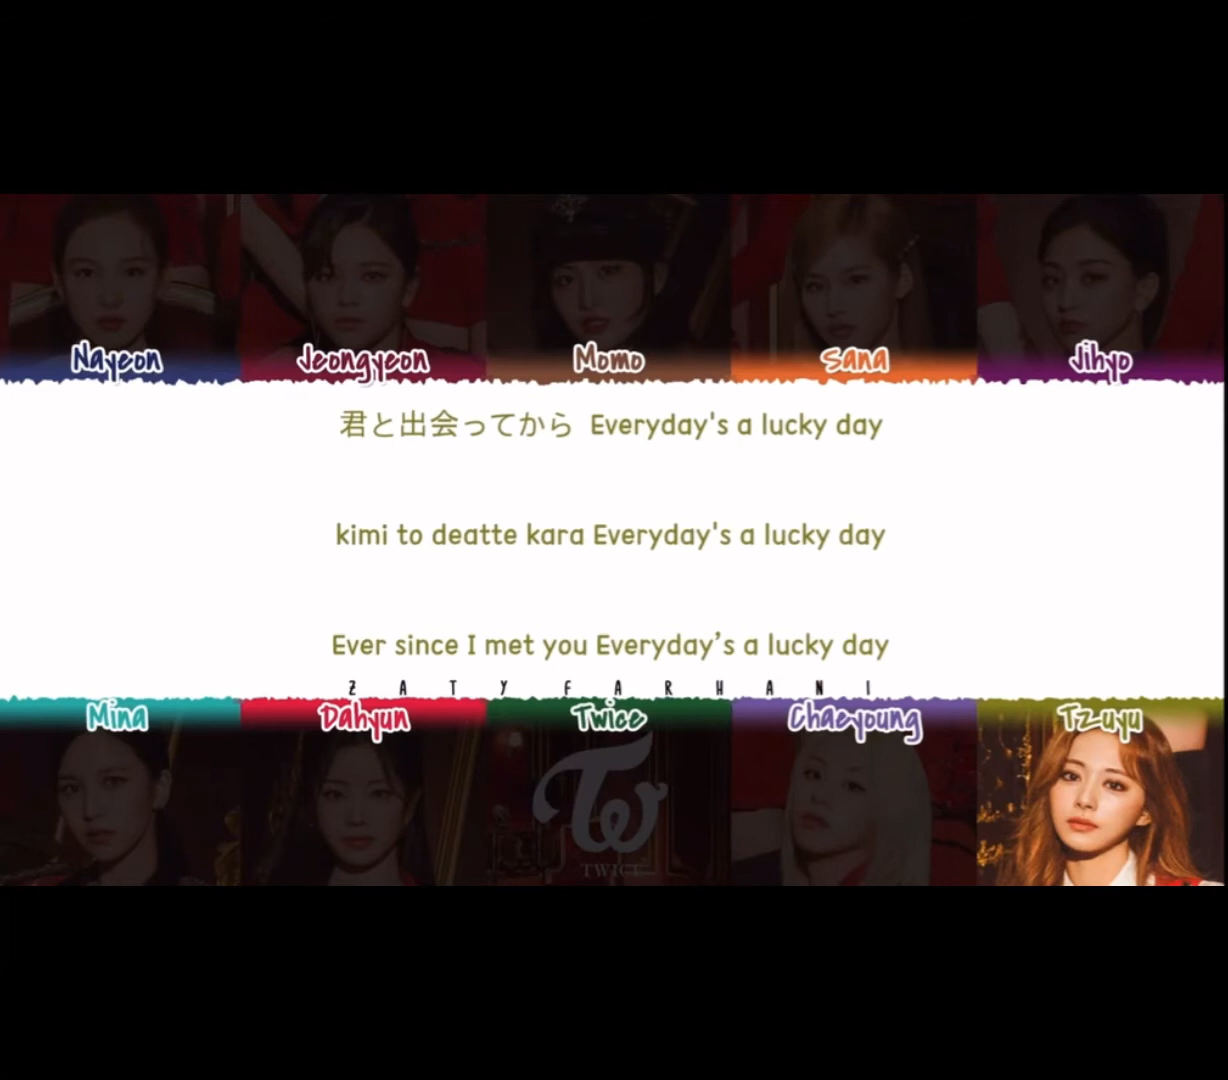 Nayeon Jeongyeon Momo Sana Jihyo
君と出会ってから Everyday's a lucky day
kimi to deatte kara Everyday's a lucky day
Ever since I met you Everyday’s a lucky day
ZATY FARHANI
Mina Dahyun Twice Chaeyoung Tzuyu
TW
TWICE